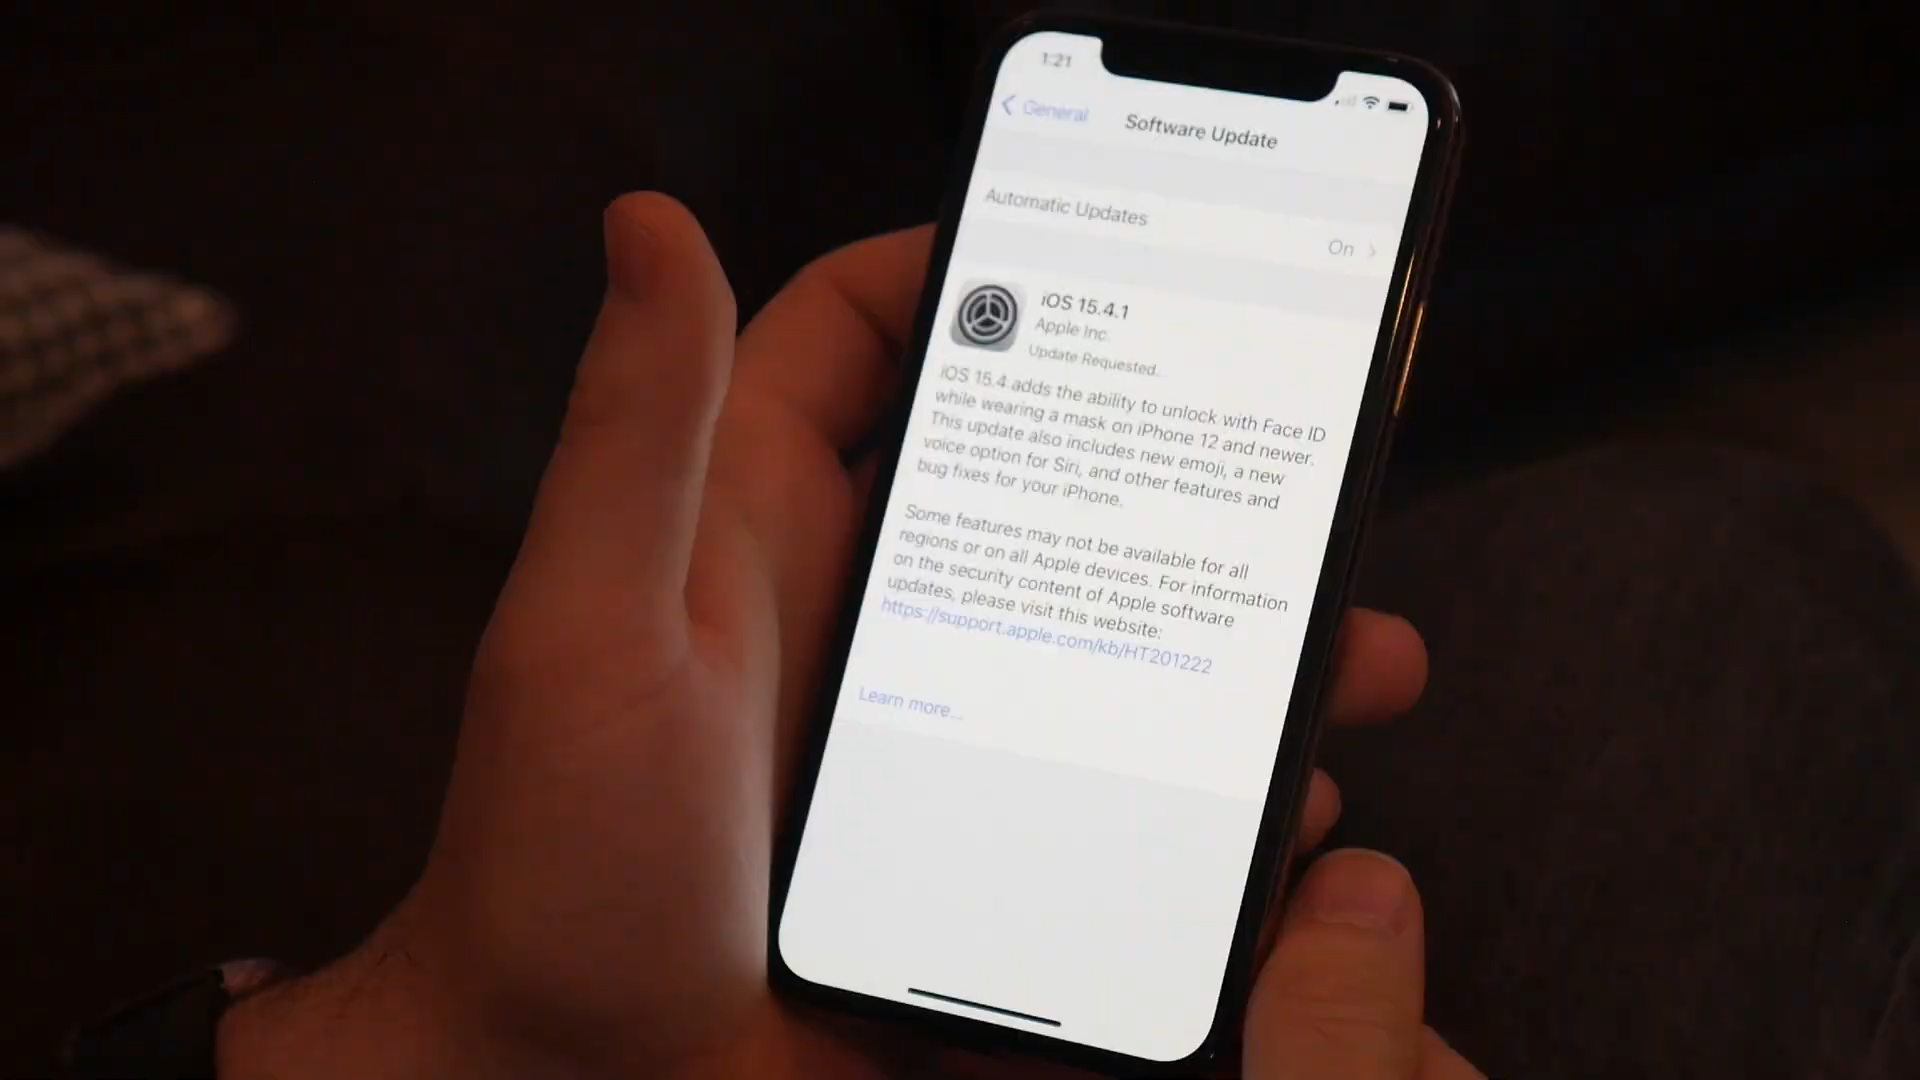 1:21
General
Software Update
Automatic Updates
On
iOS 15.4.1
Apple Inc.
Update Requested...
iOS 15.4 adds the ability to unlock with Face ID
while wearing a mask on iPhone 12 and newer.
This update also includes new emoji, a new
voice option for Siri, and other features and
bug fixes for your iPhone.
Some features may not be available for all
regions or on all Apple devices. For information
on the security content of Apple software
updates, please visit this website:
https://support.apple.com/kb/HT201222
Learn more...